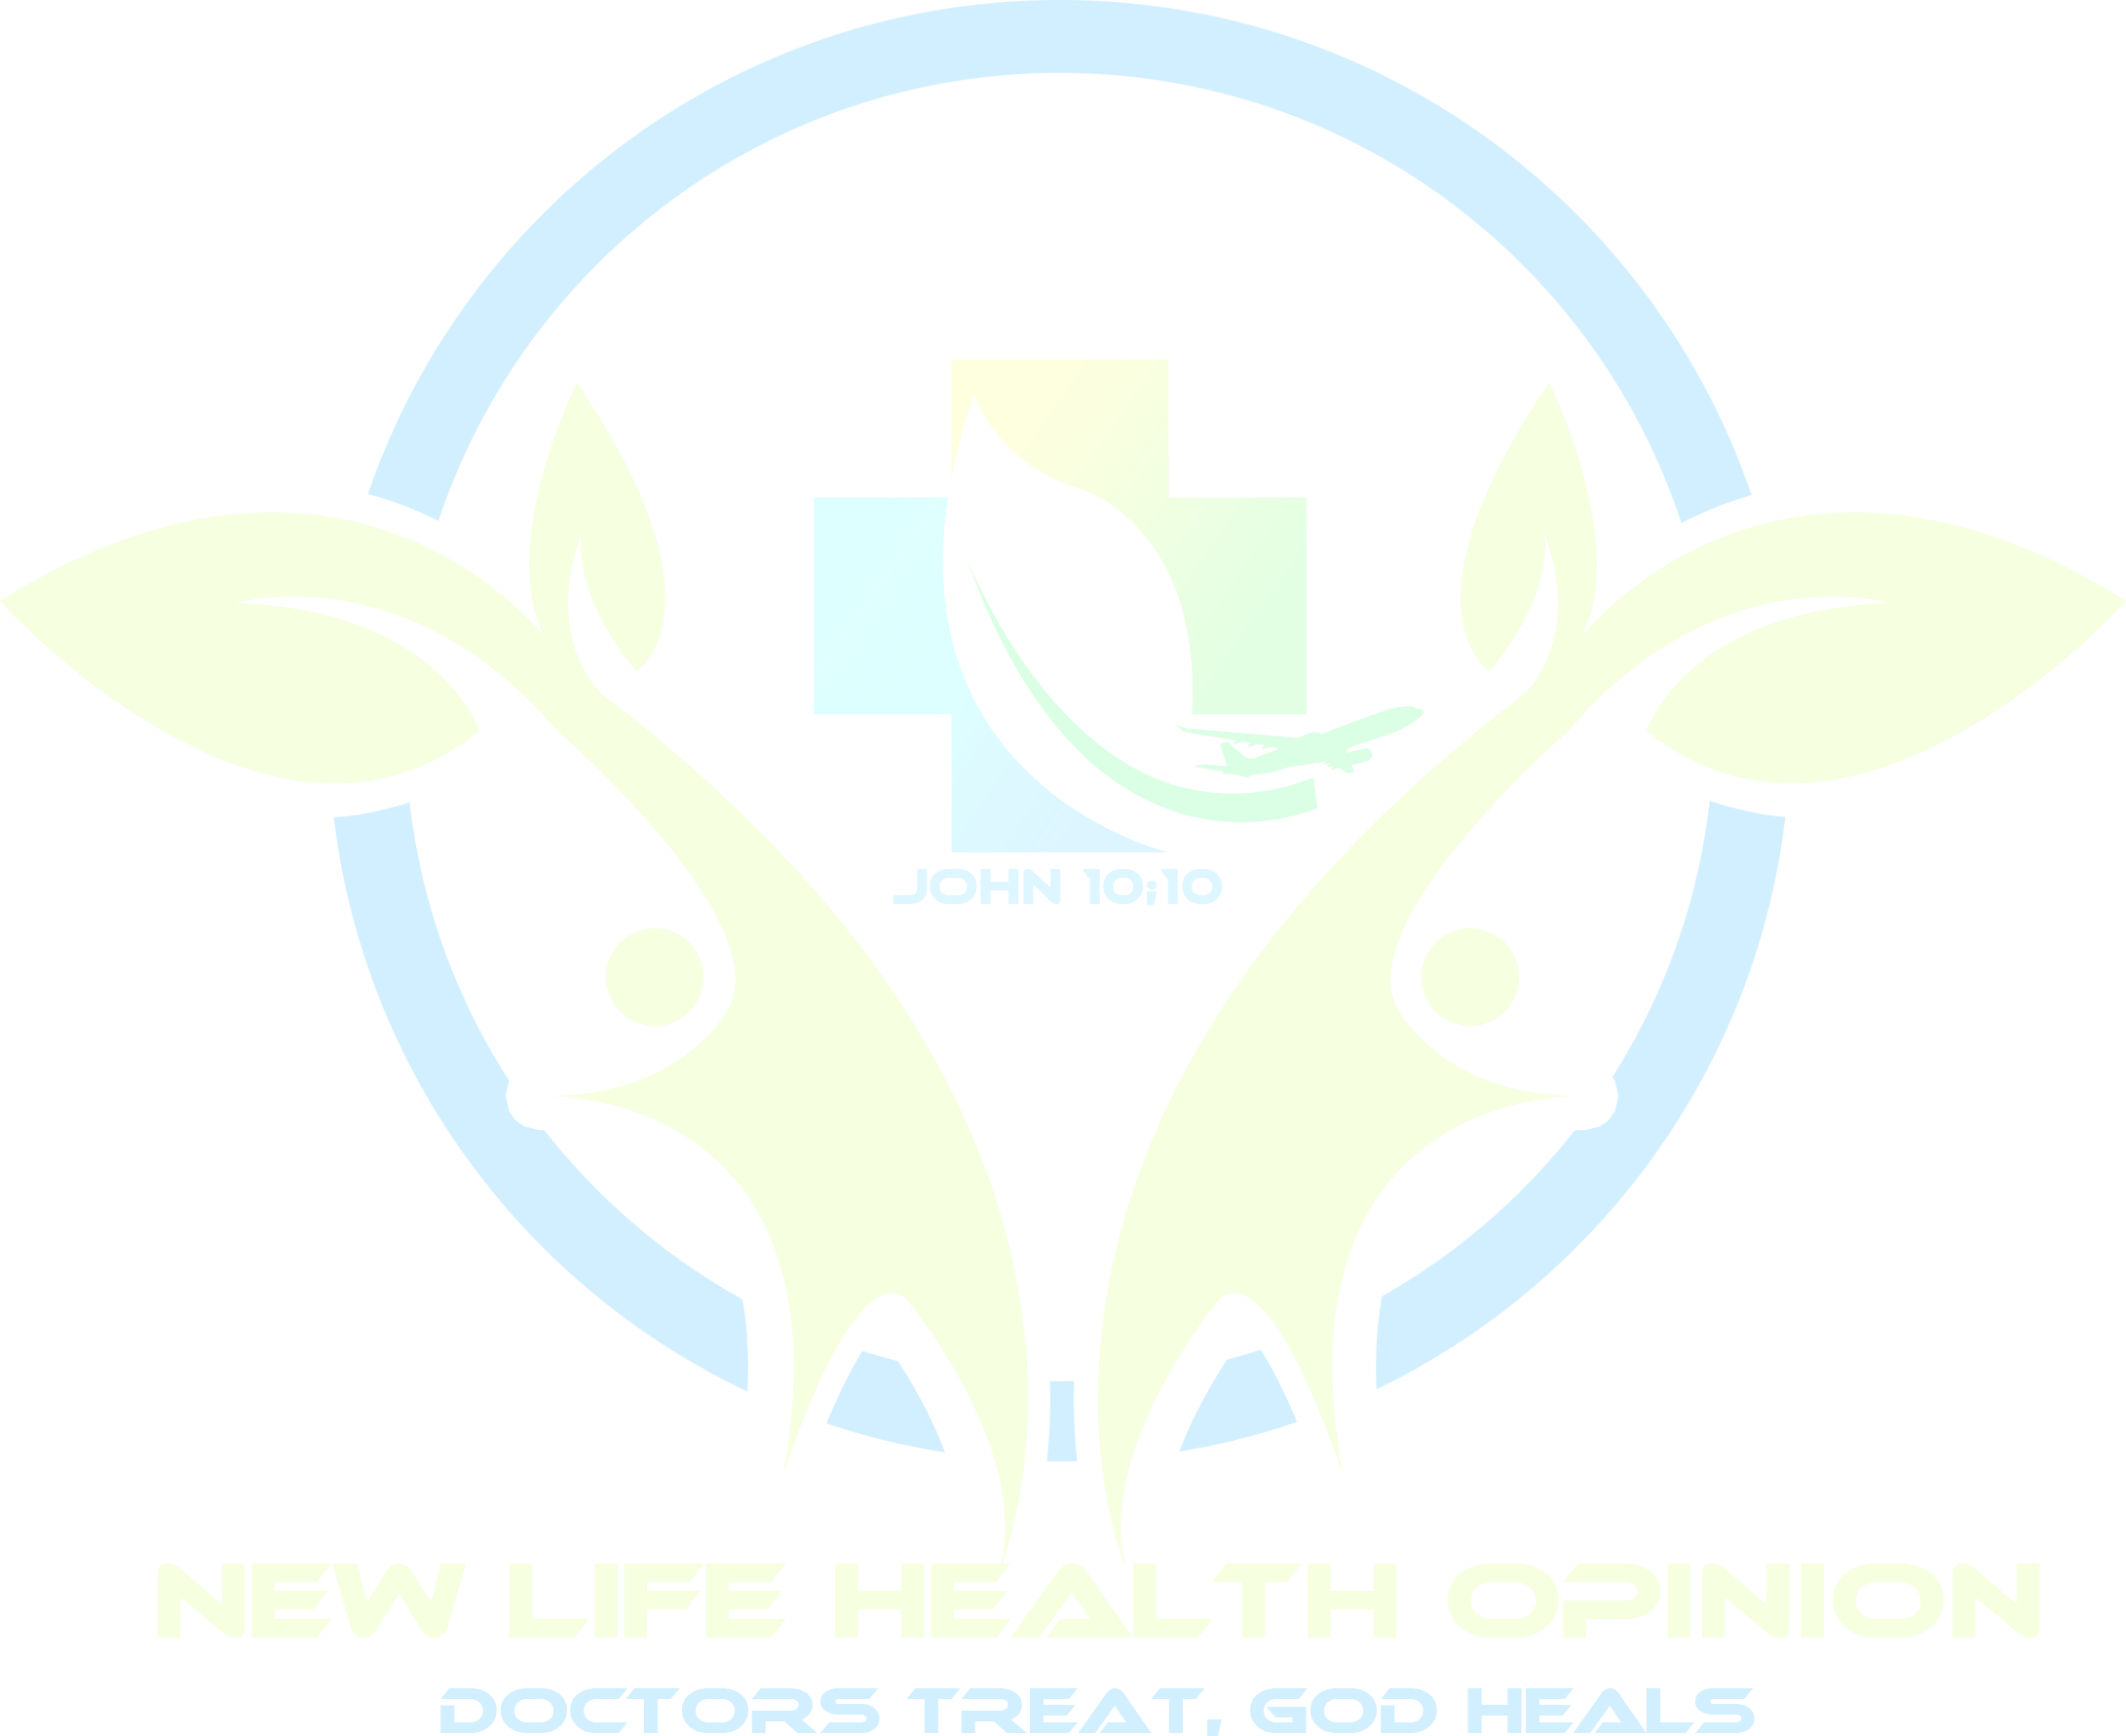 JOHN 10;10
NEW LIFE HEALTH OPINION
DOCTORS TREAT, GOD HEALS